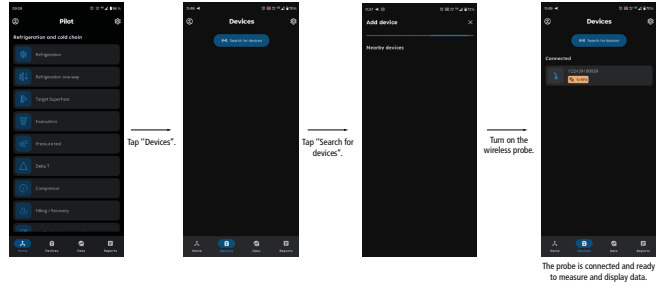 Pilot
Refrigeration and cold chain
Refrigeration
Refrigeration one-way
Target Superheat
Evacuation
Pressure test
Delta T
Compressor
Filling / Recovery
Home
Devices
Data
Reports
Tap "Devices".
Devices
Search for devices
Home
Devices
Data
Reports
Tap "Search for
devices".
Add device
Nearby devices
Turn on the
wireless probe.
Devices
Search for devices
Connected
Home
Devices
Data
Reports
The probe is connected and ready
to measure and display data.